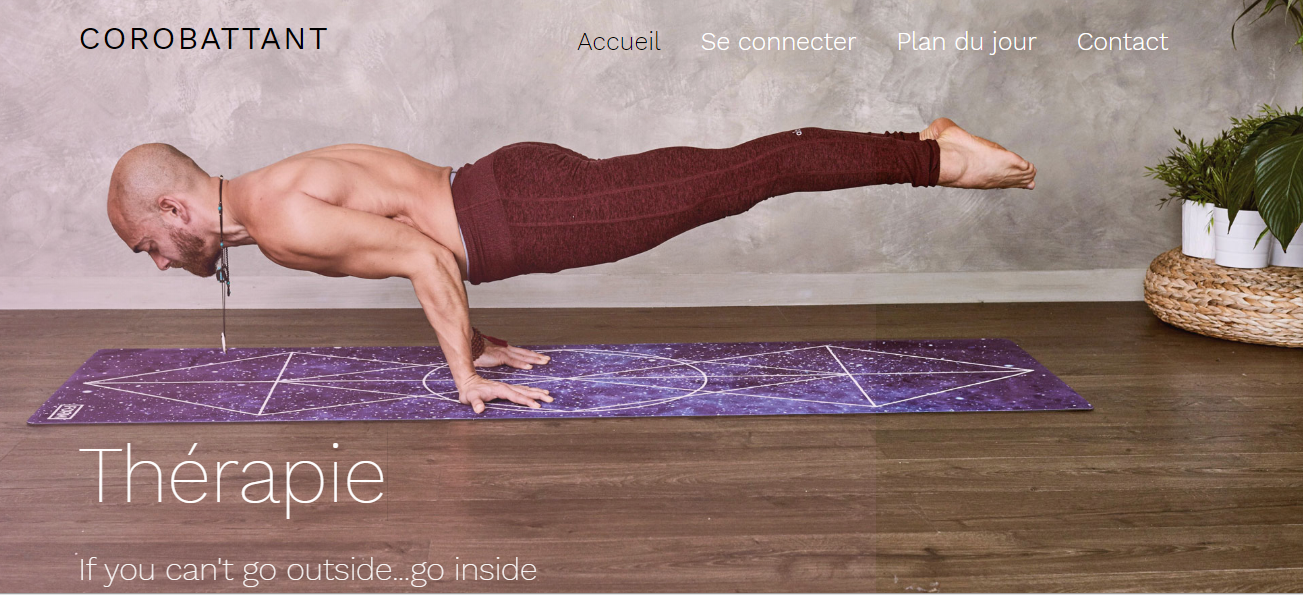 COROBATTANT
Accueil Se connecter Plan du jour Contact
Thérapie
If you can't go outside...go inside